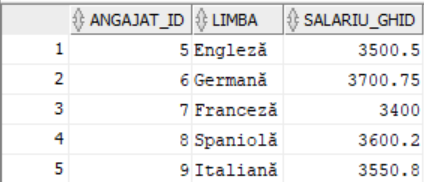 ANGAJAT_ID LIMBA SALARIU_GHID
1 5 Engleză 3500.5
2 6 Germană 3700.75
3 7 Franceză 3400
4 8 Spaniolă 3600.2
5 9 Italiană 3550.8